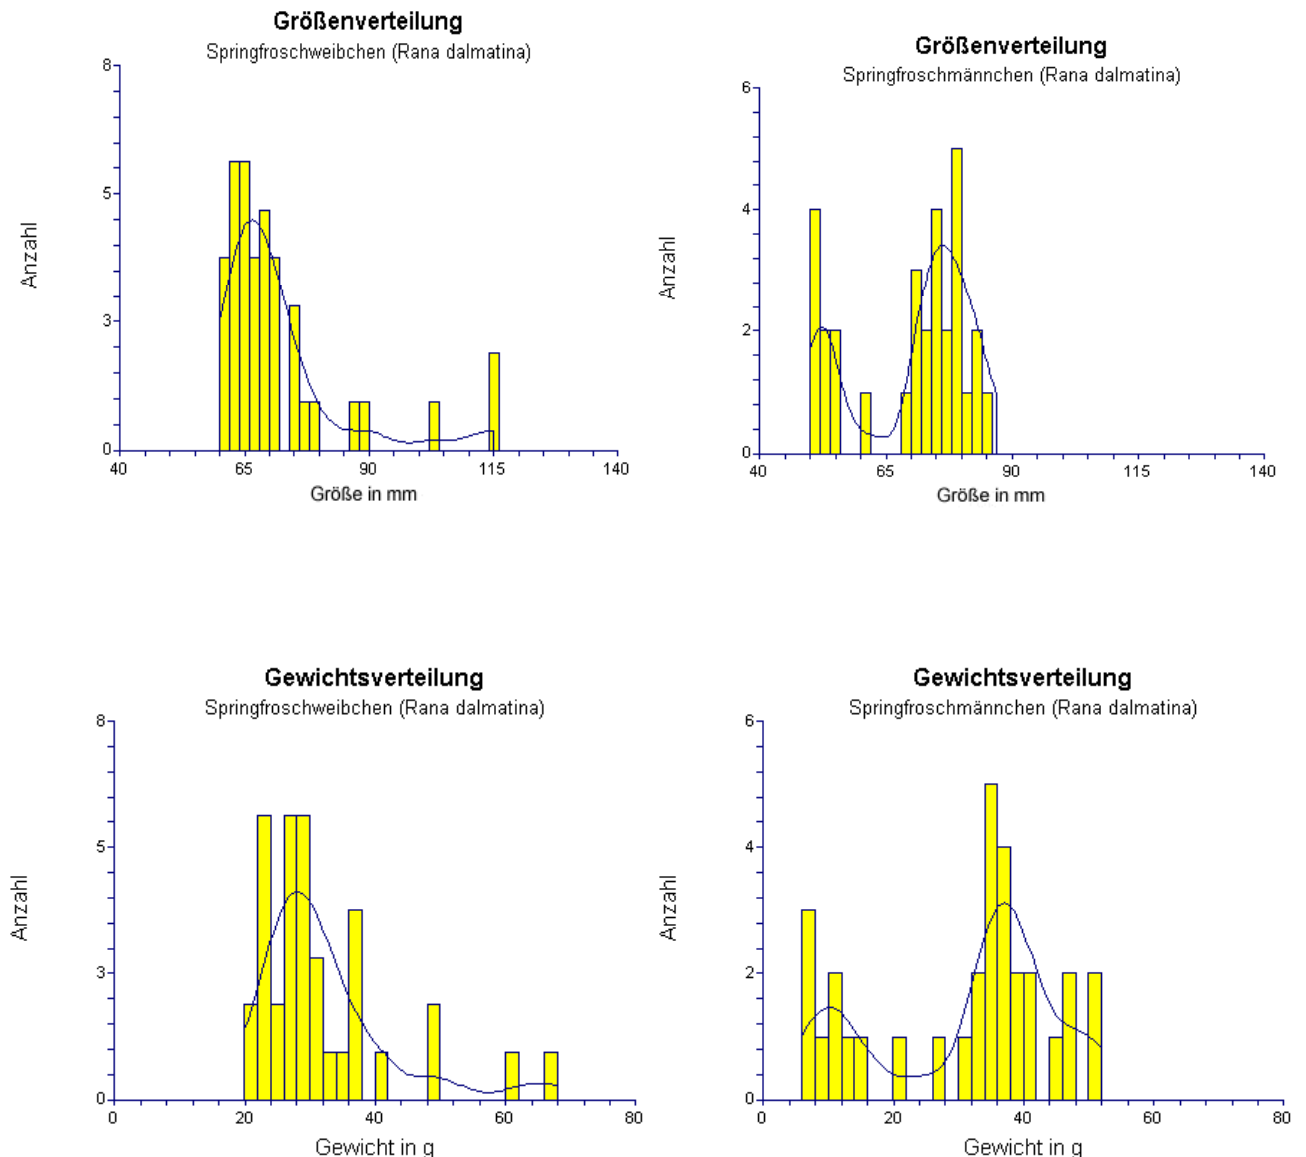 Größenverteilung
Springfroschweibchen (Rana dalmatina)
8
5
3
0
Anzahl
40 65 90 115 140
Größe in mm
Größenverteilung
Springfroschmännchen (Rana dalmatina)
6
4
2
0
Anzahl
40 65 90 115 140
Größe in mm
Gewichtsverteilung
Springfroschweibchen (Rana dalmatina)
8
5
3
0
Anzahl
0 20 40 60 80
Gewicht in g
Gewichtsverteilung
Springfroschmännchen (Rana dalmatina)
6
4
2
0
Anzahl
0 20 40 60 80
Gewicht in g